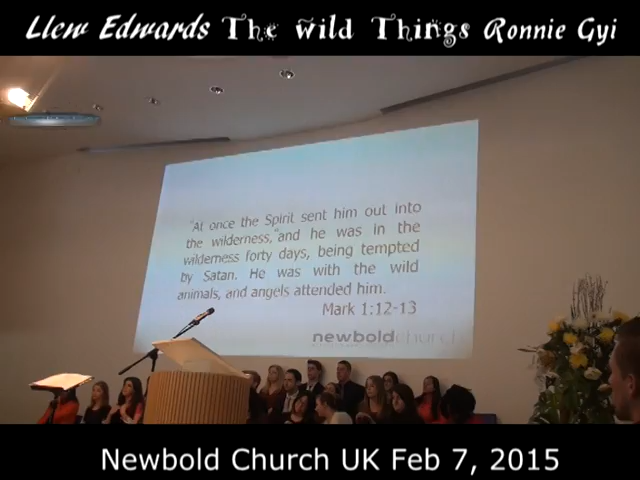 Llew Edwards The Wild Things Ronnie Gyi
"At once the Spirit sent him out into
the wilderness, "and he was in the
wilderness forty days, being tempted
by Satan. He was with the wild
animals, and angels attended him.
Mark 1:12-13
newboldchurch
Newbold Church UK Feb 7, 2015